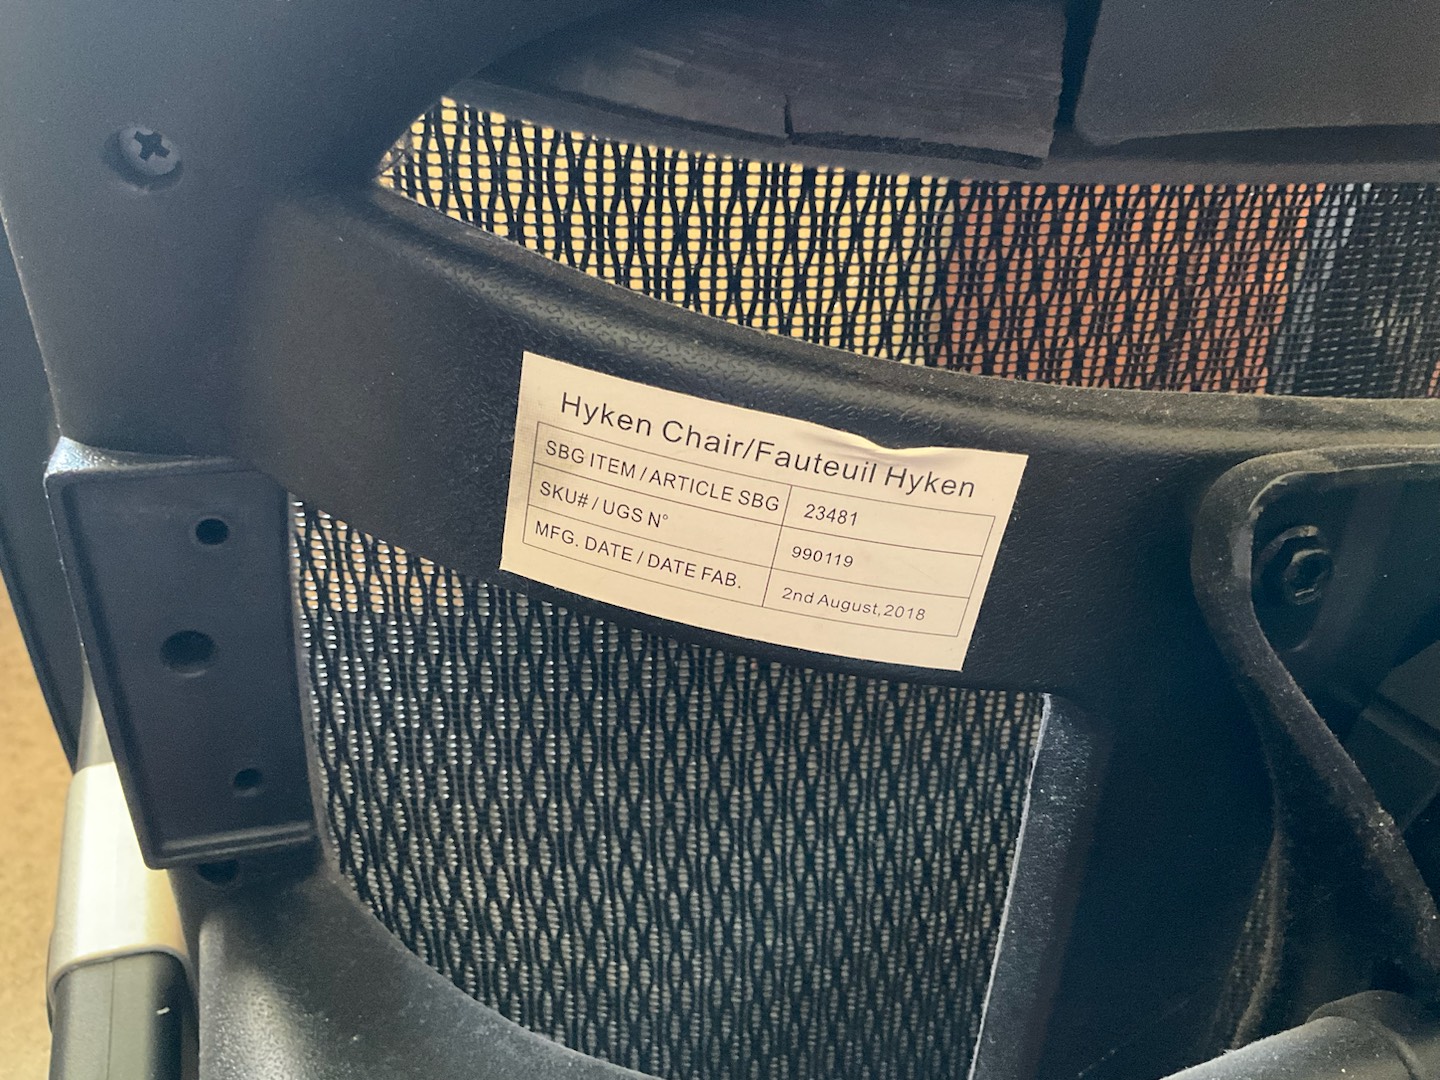 Hyken Chair/Fauteuil Hyken
SBG ITEM / ARTICLE SBG 23481
SKU# / UGS N° 990119
MFG. DATE / DATE FAB. 2nd August,2018